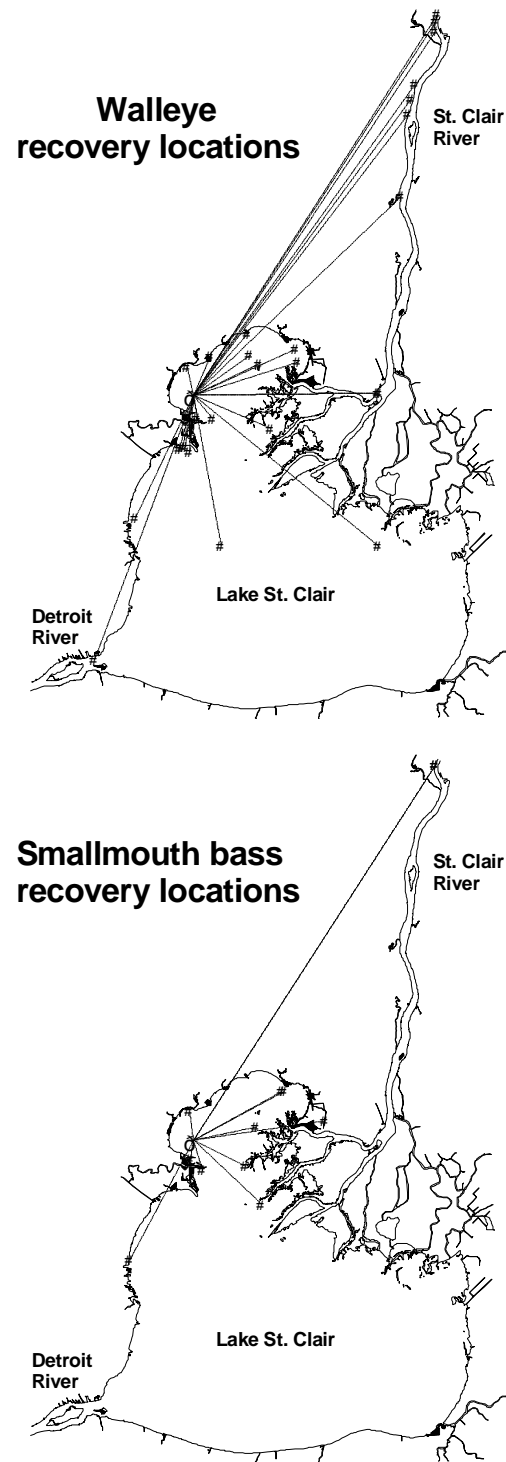 Walleye
recovery locations
St. Clair
River
Lake St. Clair
Detroit
River
Smallmouth bass
recovery locations
St. Clair
River
Lake St. Clair
Detroit
River